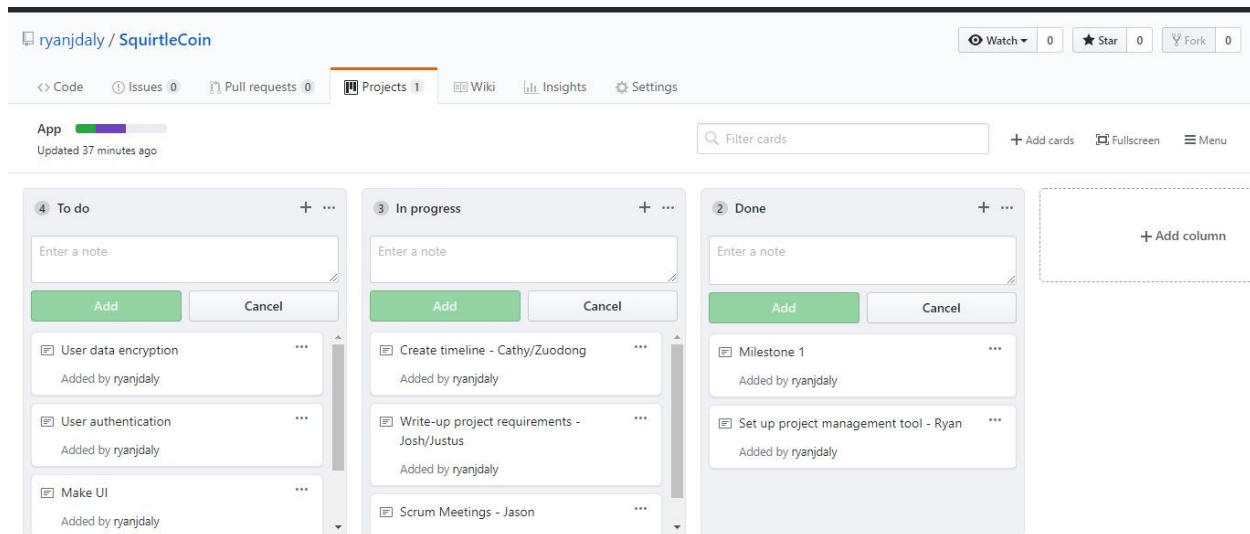 ryanjdaly / SquirtleCoin
Watch 0 Star 0 Fork 0
Code Issues 0 Pull requests 0 Projects 1 Wiki Insights Settings
App
Updated 37 minutes ago
Filter cards
+ Add cards Fullscreen Menu
4 To do + ...
Enter a note
Add Cancel
User data encryption ...
Added by ryanjdaly
User authentication ...
Added by ryanjdaly
Make UI ...
Added by ryanjdaly
3 In progress + ...
Enter a note
Add Cancel
Create timeline - Cathy/Zuodong ...
Added by ryanjdaly
Write-up project requirements - ...
Josh/Justus
Added by ryanjdaly
Scrum Meetings - Jason ...
2 Done + ...
Enter a note
Add Cancel
Milestone 1 ...
Added by ryanjdaly
Set up project management tool - Ryan ...
Added by ryanjdaly
+ Add column